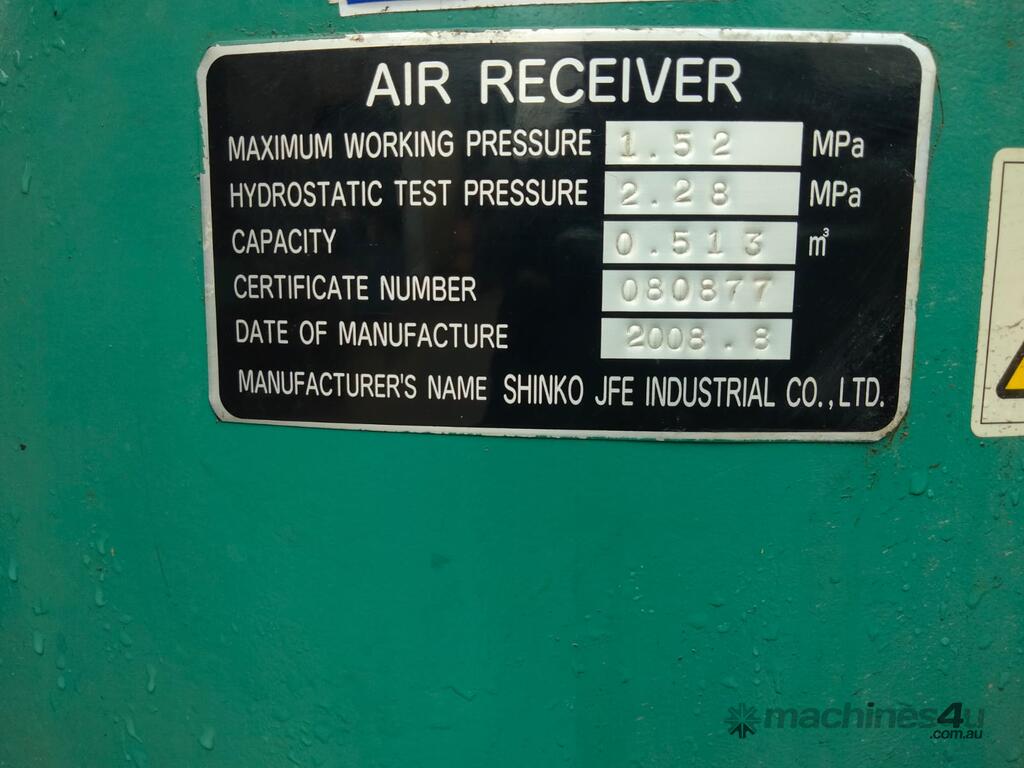 AIR RECEIVER
MAXIMUM WORKING PRESSURE 1.52 MPa
HYDROSTATIC TEST PRESSURE 2.28 MPa
CAPACITY 0.513 m³
CERTIFICATE NUMBER 080877
DATE OF MANUFACTURE 2008.8
MANUFACTURER'S NAME SHINKO JFE INDUSTRIAL CO.,LTD.
machines4u
.com.au